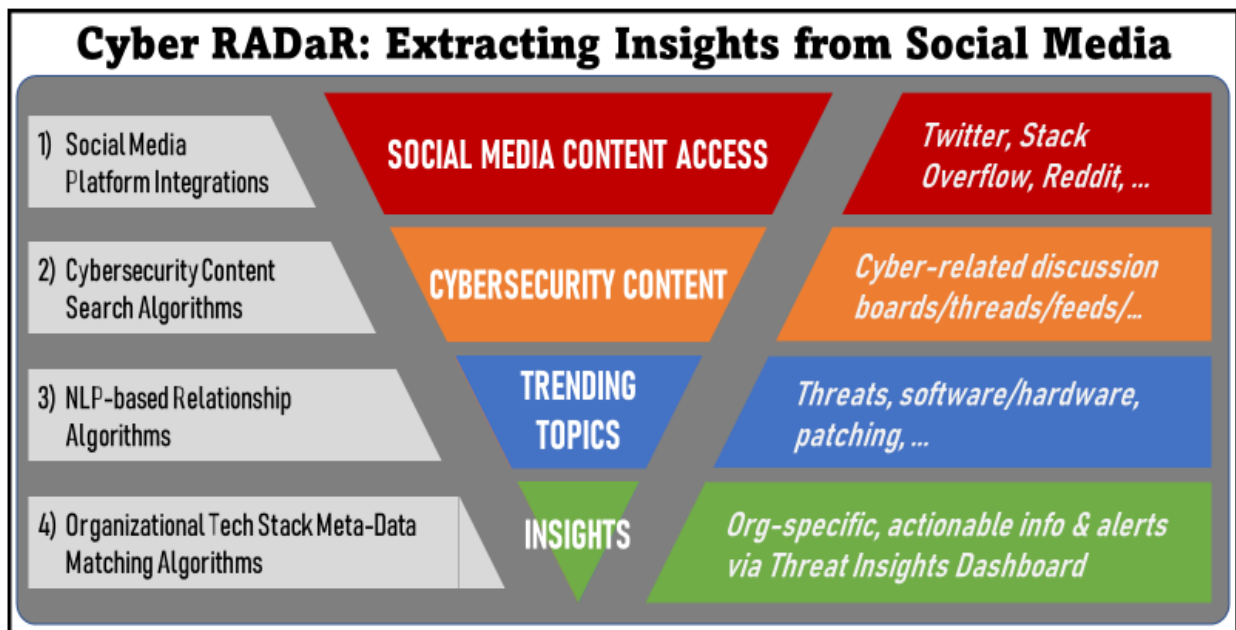 Cyber RADaR: Extracting Insights from Social Media
1) Social Media
Platform Integrations
SOCIAL MEDIA CONTENT ACCESS
Twitter, Stack
Overflow, Reddit, ...
2) Cybersecurity Content
Search Algorithms
CYBERSECURITY CONTENT
Cyber-related discussion
boards/threads/feeds/...
3) NLP-based Relationship
Algorithms
TRENDING
TOPICS
Threats, software/hardware,
patching, ...
4) Organizational Tech Stack Meta-Data
Matching Algorithms
INSIGHTS
Org-specific, actionable info & alerts
via Threat Insights Dashboard